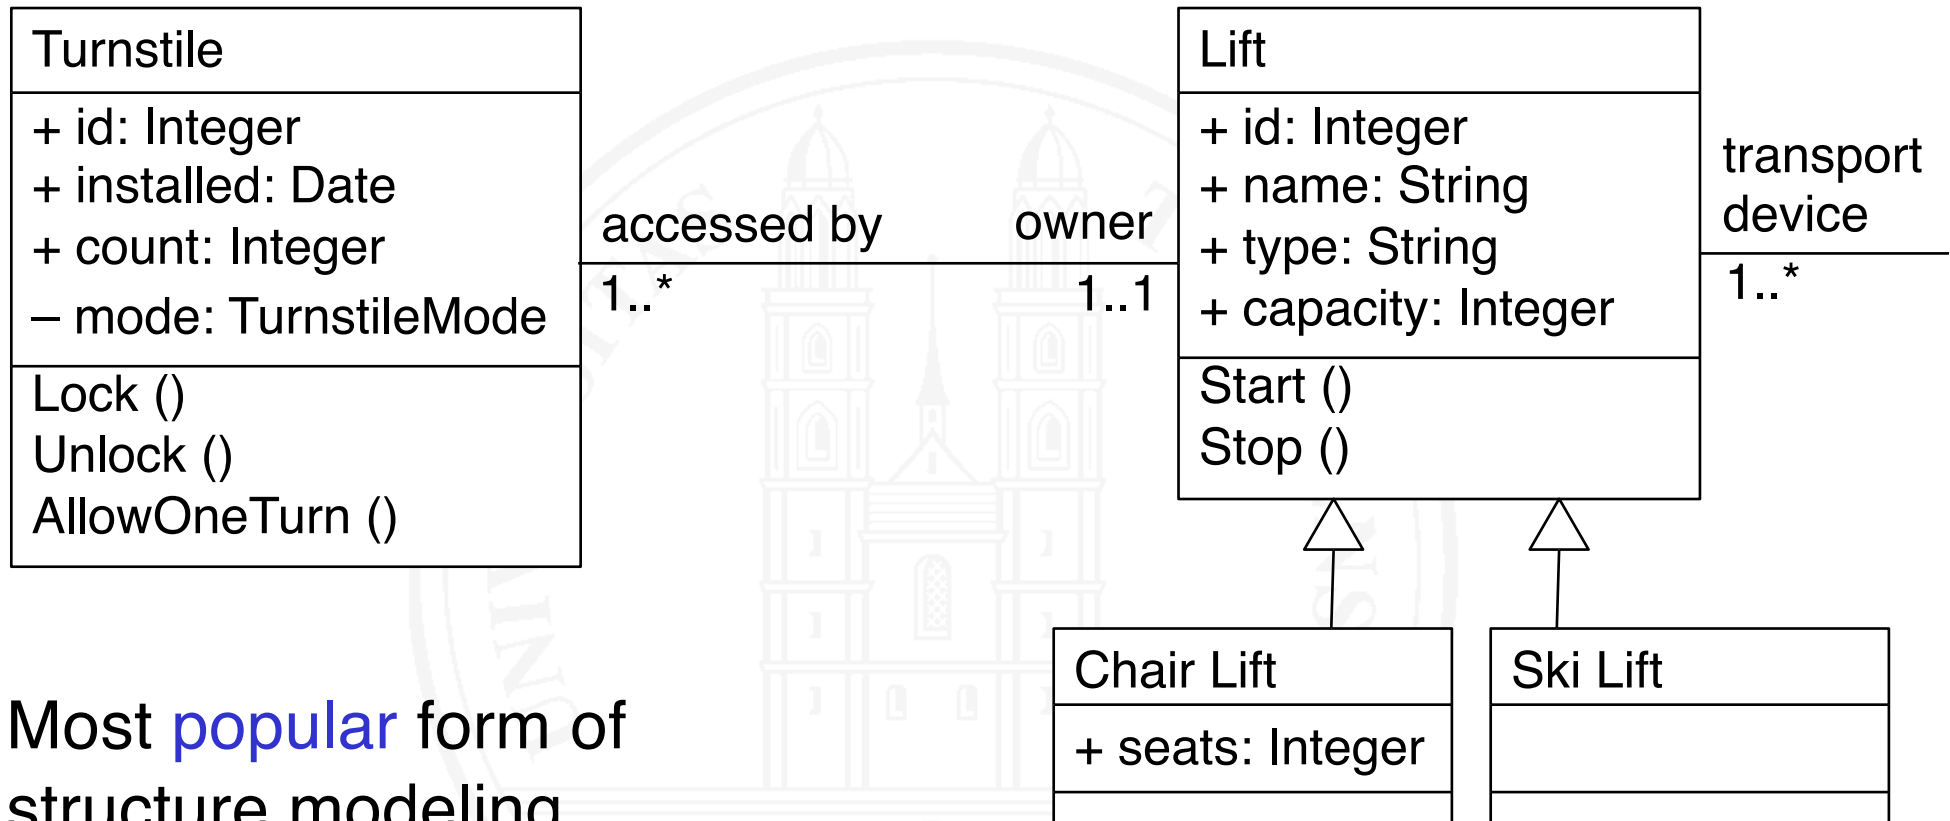 Turnstile
+ id: Integer
+ installed: Date
+ count: Integer
– mode: TurnstileMode
Lock ()
Unlock ()
AllowOneTurn ()
accessed by
1..*
owner
1..1
Lift
+ id: Integer
+ name: String
+ type: String
+ capacity: Integer
Start ()
Stop ()
transport
device
1..*
Chair Lift
+ seats: Integer
Ski Lift
Most popular form of
structure modeling